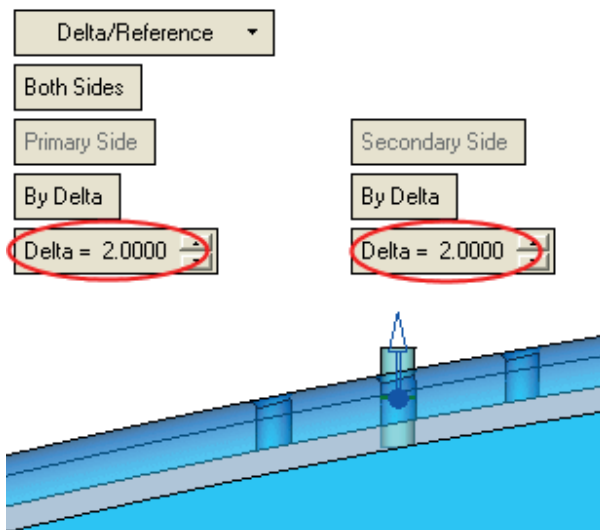 Delta/Reference
Both Sides
Primary Side
Secondary Side
By Delta
By Delta
Delta = 2.0000
Delta = 2.0000